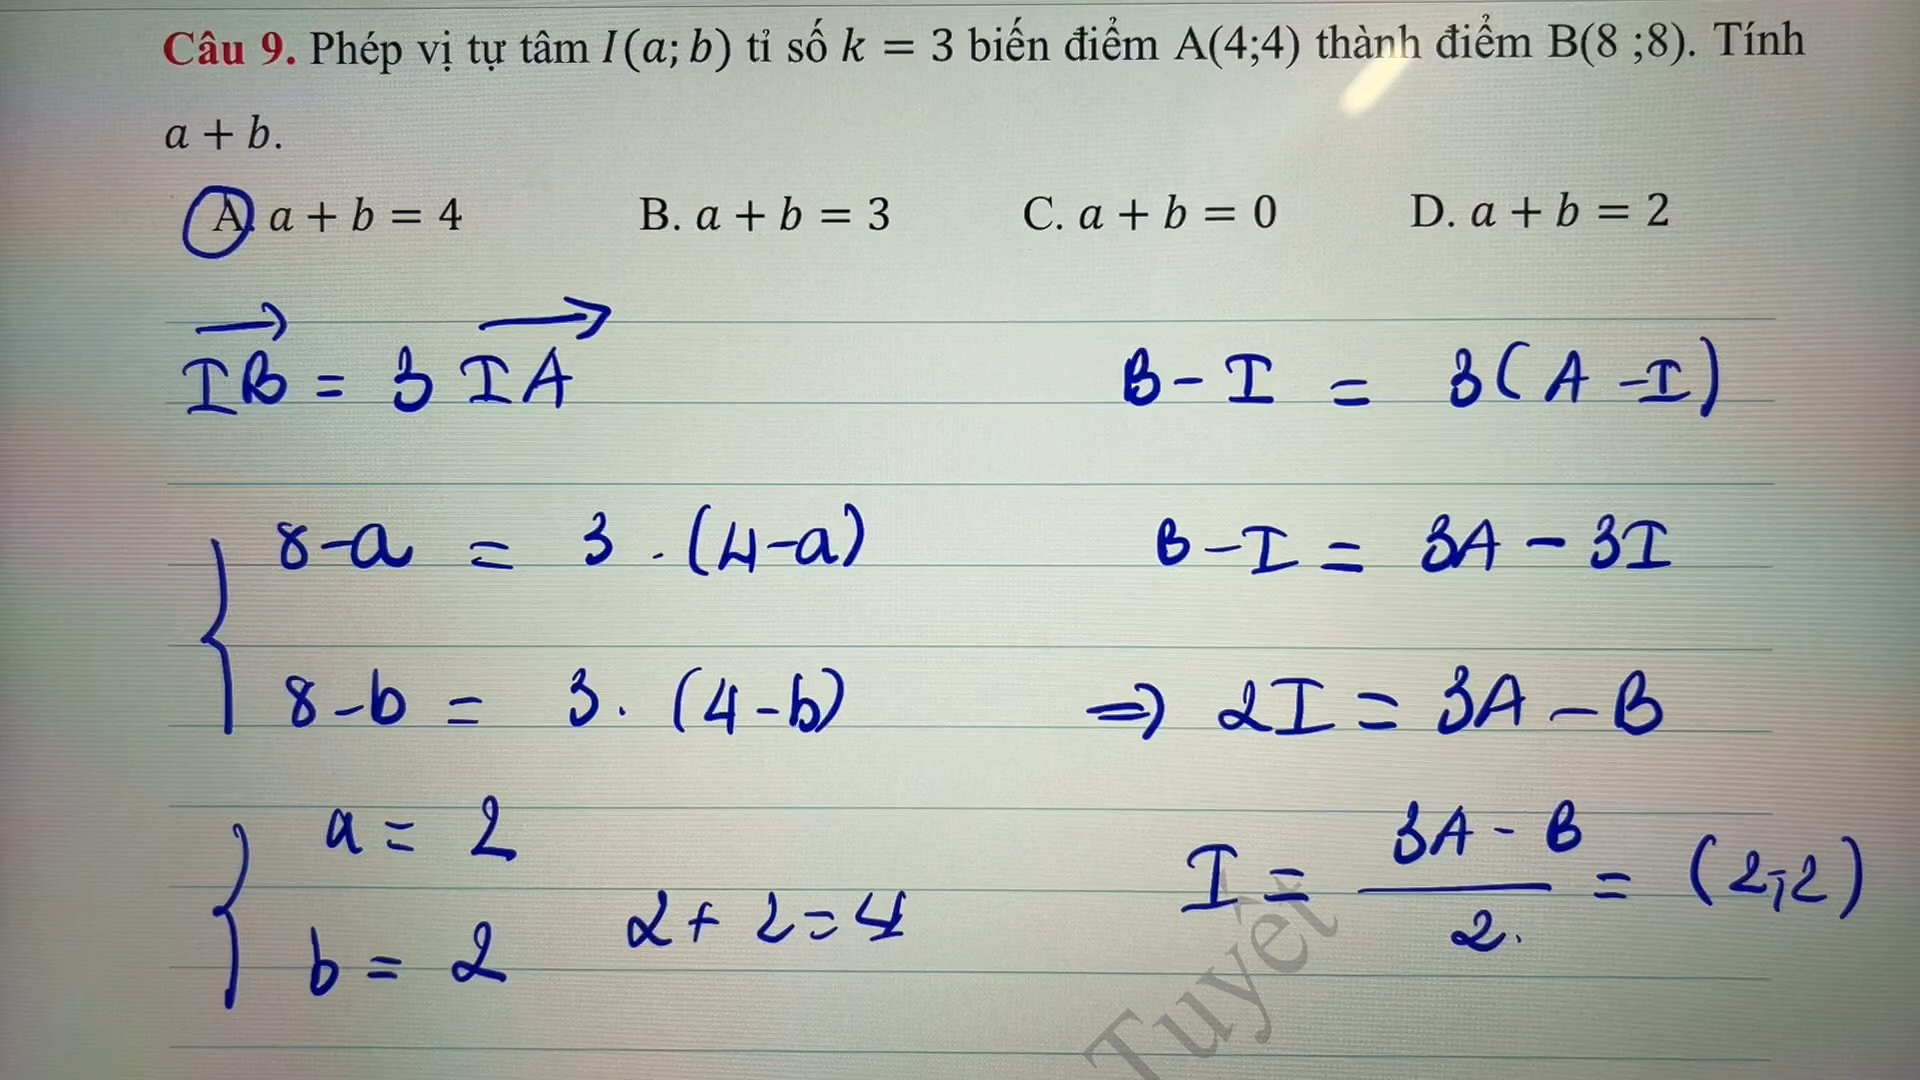 Câu 9. Phép vị tự tâm I(a; b) tỉ số k = 3 biến điểm A(4;4) thành điểm B(8 ;8). Tính
a + b.
A. a + b = 4 B. a + b = 3 C. a + b = 0 D. a + b = 2
IB = 3 IA
B - I = 3(A - I)
8-a = 3 . (4-a)
B - I = 3A - 3I
8-b = 3. (4-b)
=> 2I = 3A - B
a = 2
I = 3A - B / 2. = (2;2)
2+2=4
b = 2
Tuyết